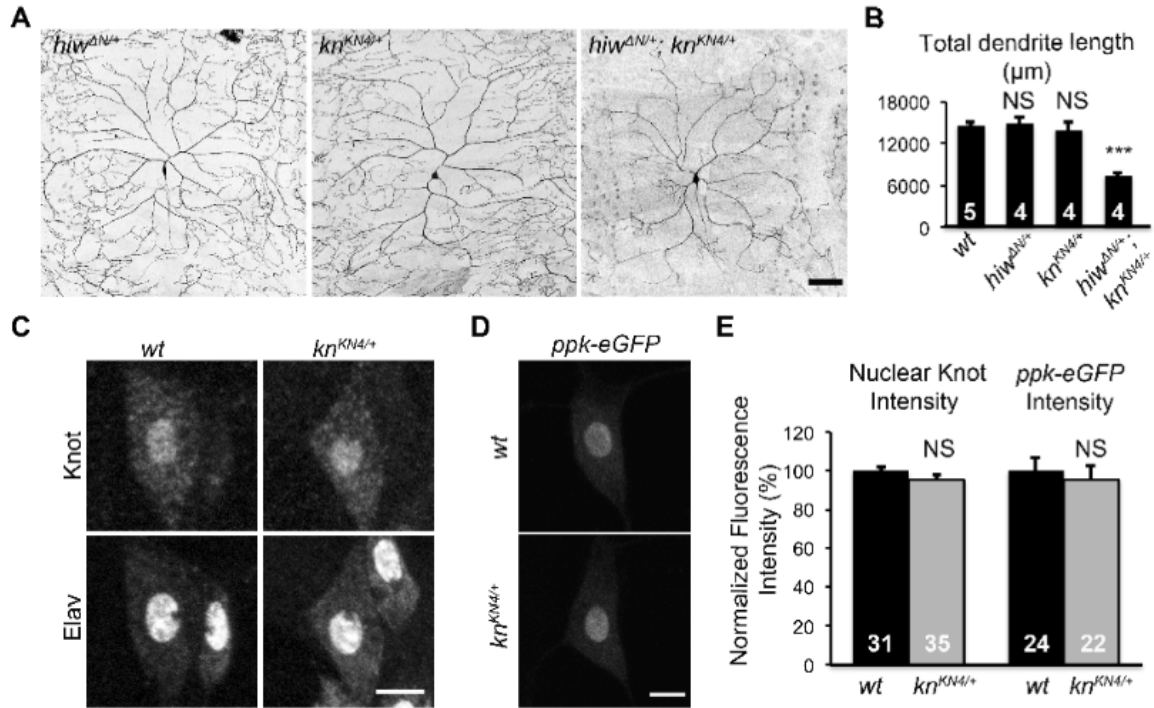 A
hiwΔN/+
knKN4/+
hiwΔN/+; knKN4/+
B
Total dendrite length
(µm)
18000
12000
6000
0
NS
NS
***
5
4
4
4
wt
hiwΔN/+
knKN4/+
hiwΔN/+;
knKN4/+
C
wt
knKN4/+
Knot
Elav
D
ppk-eGFP
wt
knKN4/+
E
Nuclear Knot
Intensity
ppk-eGFP
Intensity
Normalized Fluorescence
Intensity (%)
120
100
80
60
40
20
0
NS
NS
31
35
24
22
wt
knKN4/+
wt
knKN4/+